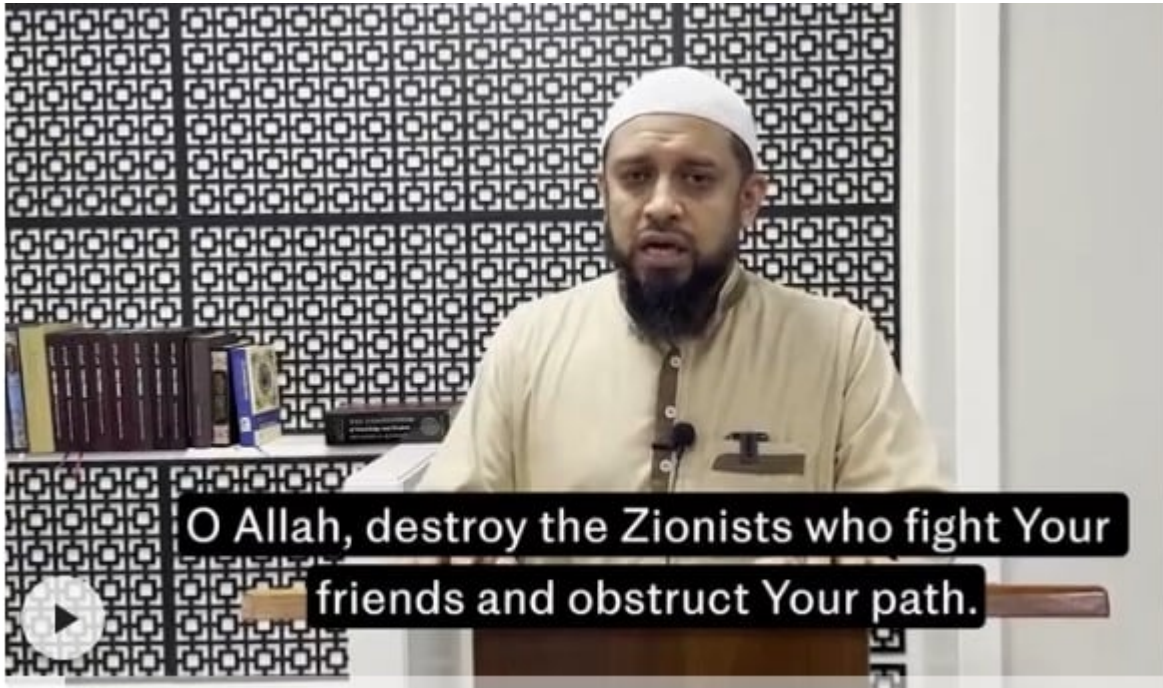 O Allah, destroy the Zionists who fight Your
friends and obstruct Your path.